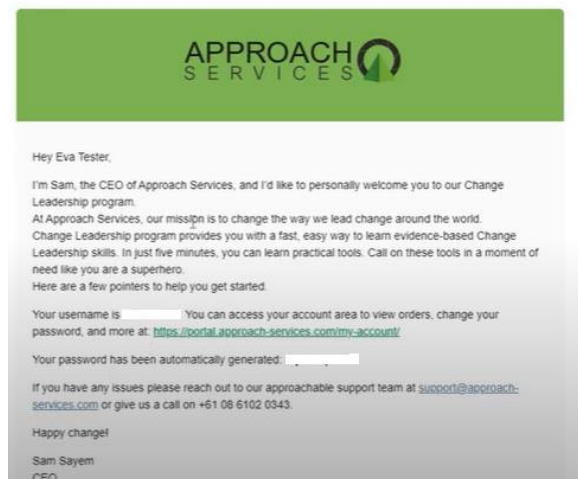 APPROACH
SERVICES
Hey Eva Tester,
I'm Sam, the CEO of Approach Services, and I'd like to personally welcome you to our Change
Leadership program.
At Approach Services, our mission is to change the way we lead change around the world.
Change Leadership program provides you with a fast, easy way to learn evidence-based Change
Leadership skills. In just five minutes, you can learn practical tools. Call on these tools in a moment of
need like you are a superhero.
Here are a few pointers to help you get started.
Your username is You can access your account area to view orders, change your
password, and more at: https://portal.approach-services.com/my-account/
Your password has been automatically generated:
If you have any issues please reach out to our approachable support team at support@approach-
services.com or give us a call on +61 08 6102 0343.
Happy change!
Sam Sayem
CEO